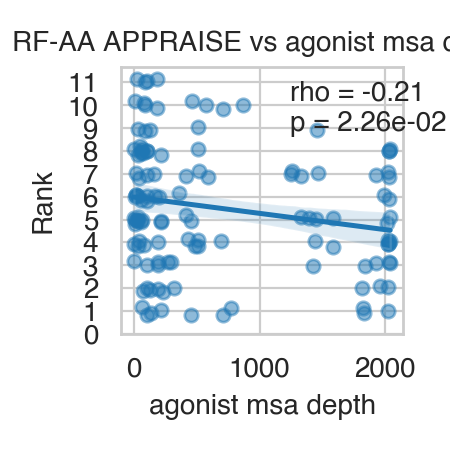 RF-AA APPRAISE vs agonist msa
rho = -0.21
p = 2.26e-02
Rank
11
10
9
8
7
6
5
4
3
2
1
0
0 1000 2000
agonist msa depth